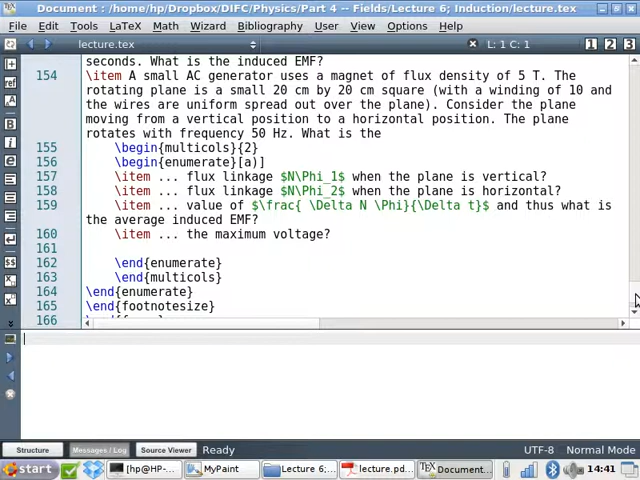 Document : /home/hp/Dropbox/DIFC/Physics/Part 4 -- Fields/Lecture 6; Induction/lecture.tex
File Edit Tools LaTeX Math Wizard Bibliography User View Options Help
lecture.tex L: 1 C: 1 1 2 3
seconds. What is the induced EMF?
154 \item A small AC generator uses a magnet of flux density of 5 T. The
rotating plane is a small 20 cm by 20 cm square (with a winding of 10 and
the wires are uniform spread out over the plane). Consider the plane
moving from a vertical position to a horizontal position. The plane
rotates with frequency 50 Hz. What is the
155 \begin{multicols}{2}
156 \begin{enumerate}[a)]
157 \item ... flux linkage $N\Phi_1$ when the plane is vertical?
158 \item ... flux linkage $N\Phi_2$ when the plane is horizontal?
159 \item ... value of $\frac{ \Delta N \Phi}{\Delta t}$ and thus what is
the average induced EMF?
160 \item ... the maximum voltage?
161
162 \end{enumerate}
163 \end{multicols}
164 \end{enumerate}
165 \end{footnotesize}
166
Structure Messages / Log Source Viewer Ready UTF-8 Normal Mode
start [hp@HP-... MyPaint Lecture 6;... lecture.pd... Document... 14:41